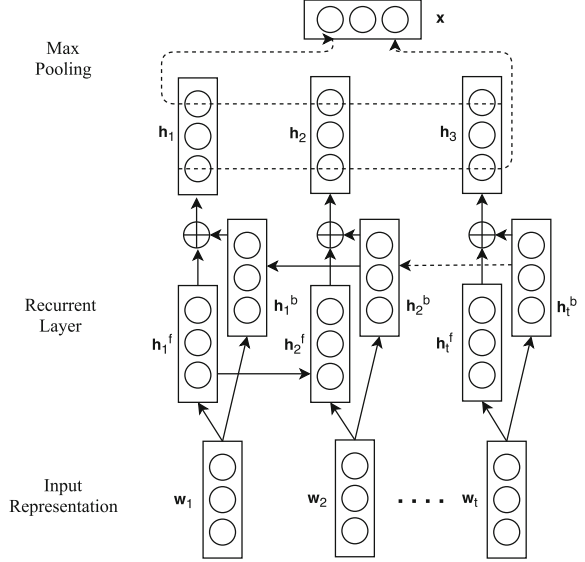 x
Max
Pooling
h1
h2
h3
Recurrent
Layer
h1b
h2b
htb
h1f
h2f
htf
Input
Representation
w1
w2
. . . .
wt